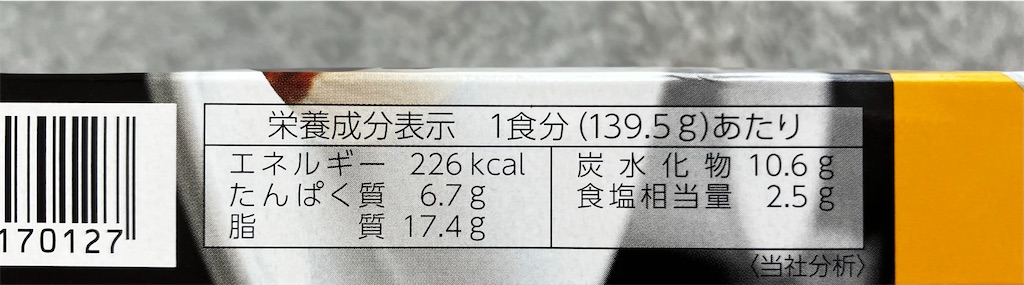 栄養成分表示 1食分(139.5g)あたり
エネルギー 226kcal
たんぱく質 6.7g
脂質 17.4g
炭水化物 10.6g
食塩相当量 2.5g
〈当社分析〉
170127